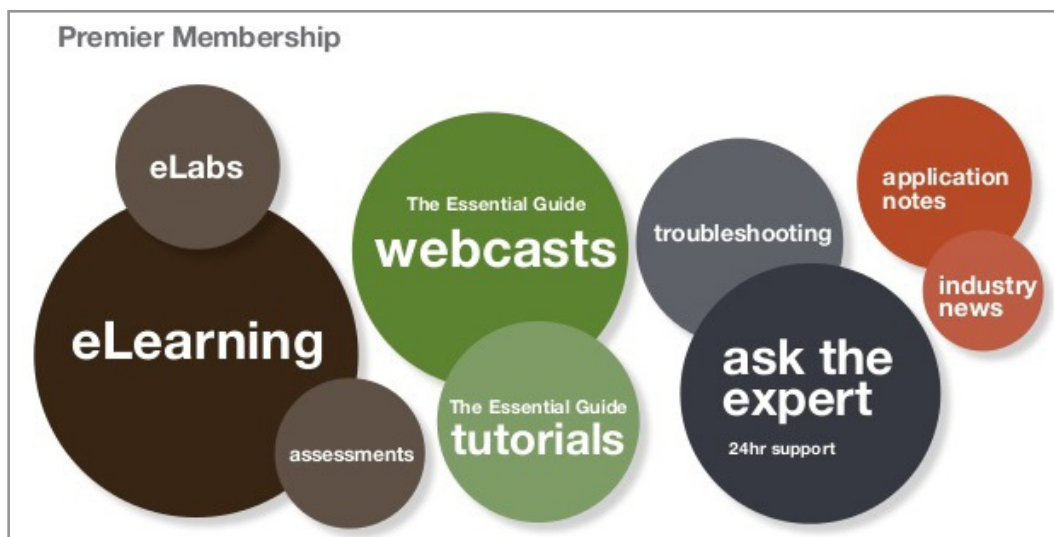 Premier Membership
eLabs
eLearning
assessments
The Essential Guide
webcasts
The Essential Guide
tutorials
troubleshooting
ask the
expert
24hr support
application
notes
industry
news